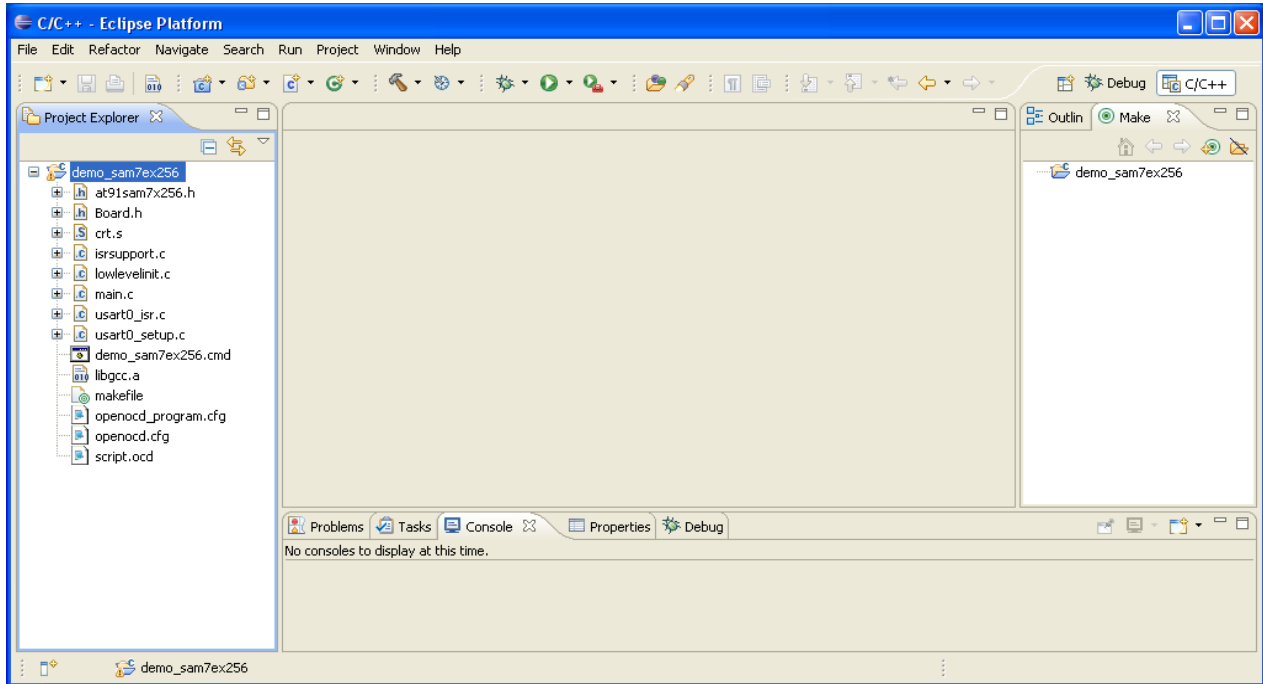 C/C++ - Eclipse Platform
File Edit Refactor Navigate Search Run Project Window Help
Debug C/C++
Project Explorer
demo_sam7ex256
at91sam7x256.h
Board.h
crt.s
isrsupport.c
lowlevelinit.c
main.c
usart0_isr.c
usart0_setup.c
demo_sam7ex256.cmd
libgcc.a
makefile
openocd_program.cfg
openocd.cfg
script.ocd
Outlin Make
demo_sam7ex256
Problems Tasks Console Properties Debug
No consoles to display at this time.
demo_sam7ex256